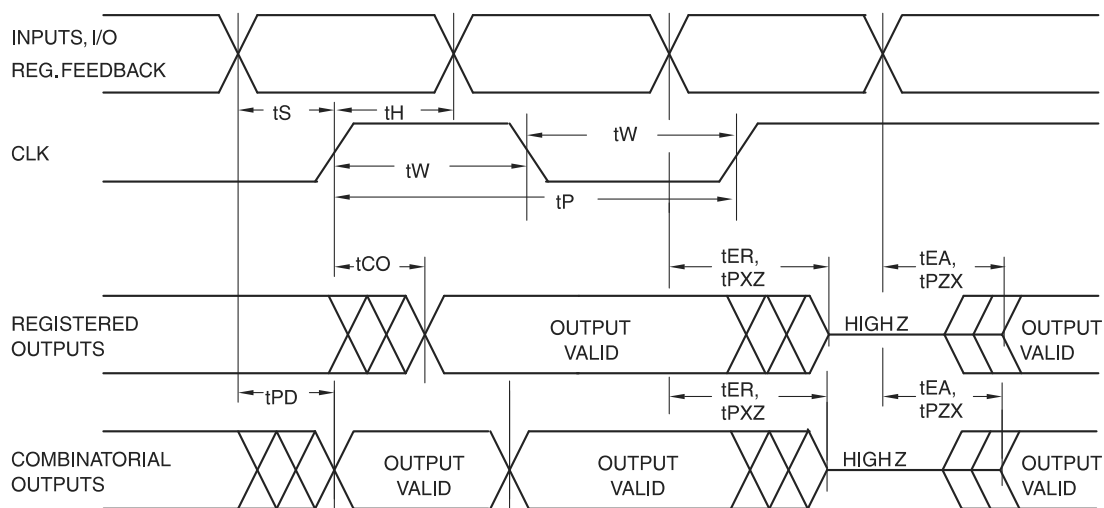 INPUTS, I/O
REG. FEEDBACK
tS
tH
CLK
tW
tW
tP
tCO
tER,
tPXZ
tEA,
tPZX
REGISTERED
OUTPUTS
OUTPUT
VALID
HIGH Z
OUTPUT
VALID
tPD
tER,
tPXZ
tEA,
tPZX
COMBINATORIAL
OUTPUTS
OUTPUT
VALID
OUTPUT
VALID
HIGH Z
OUTPUT
VALID